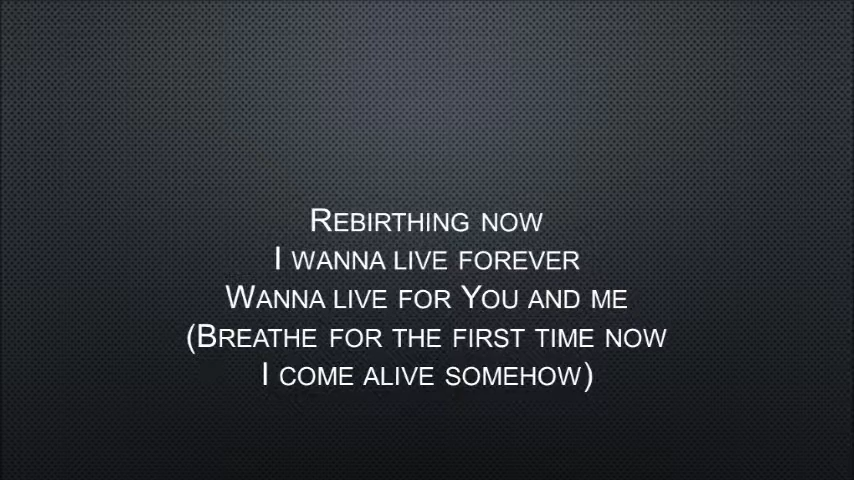 Rebirthing now
I wanna live forever
Wanna live for You and me
(Breathe for the first time now
I come alive somehow)